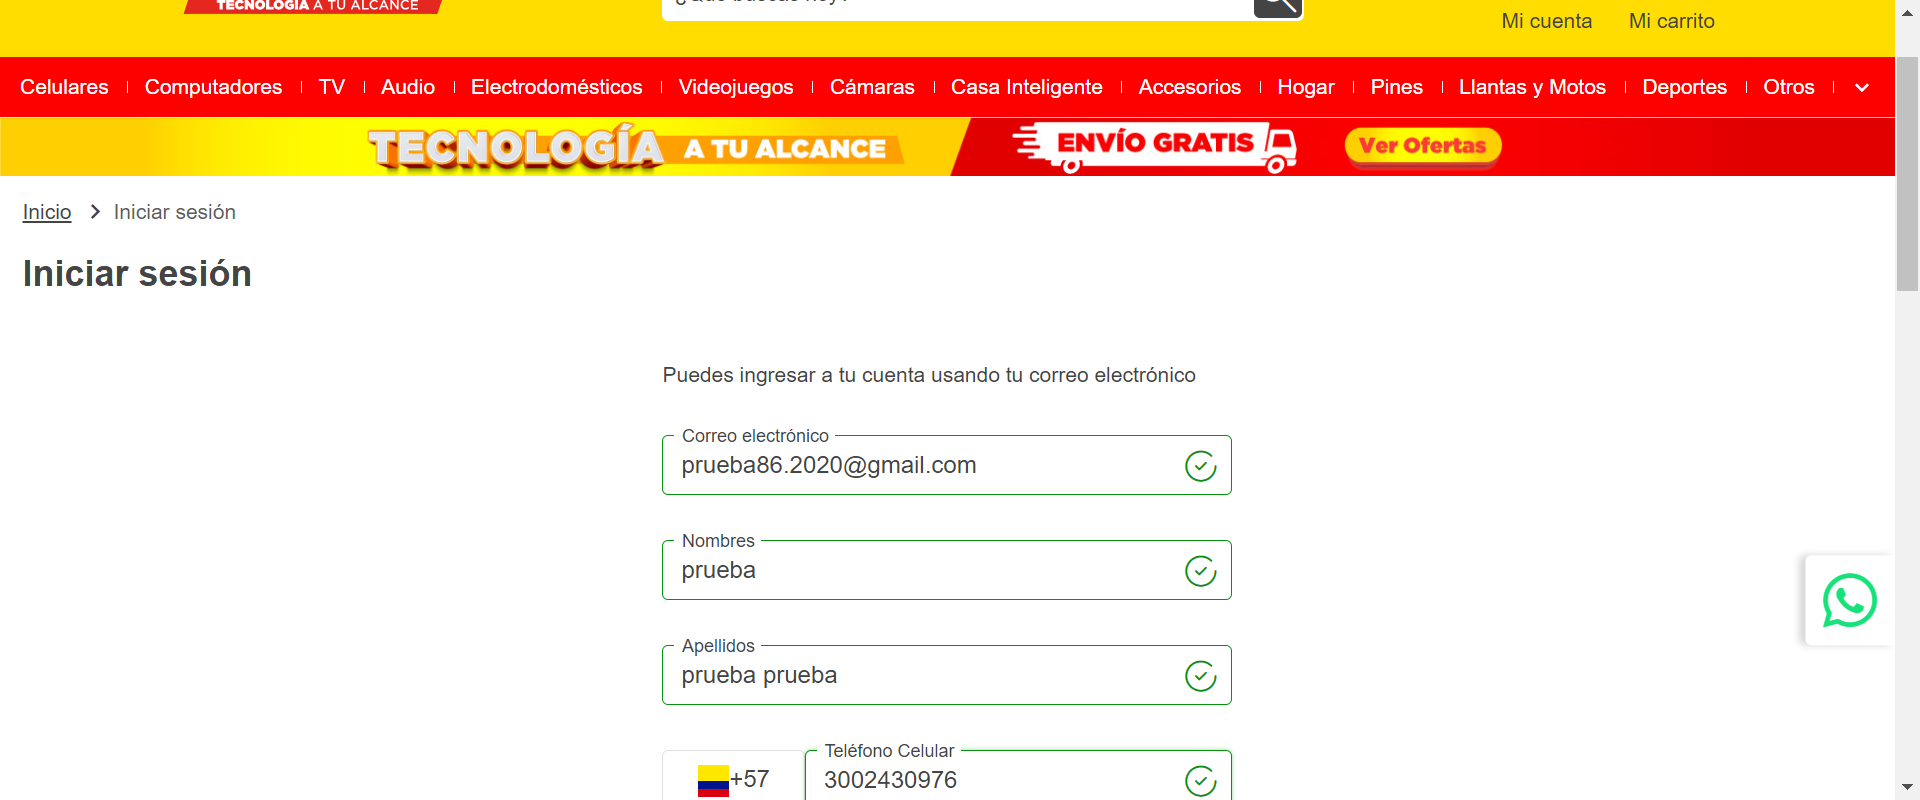 TECNOLOGÍA A TU ALCANCE
¿Qué buscas hoy?
Mi cuenta Mi carrito
Celulares Computadores TV Audio Electrodomésticos Videojuegos Cámaras Casa Inteligente Accesorios Hogar Pines Llantas y Motos Deportes Otros
TECNOLOGÍA A TU ALCANCE ENVÍO GRATIS Ver Ofertas
Inicio Iniciar sesión
Iniciar sesión
Puedes ingresar a tu cuenta usando tu correo electrónico
Correo electrónico
prueba86.2020@gmail.com
Nombres
prueba
Apellidos
prueba prueba
Teléfono Celular
+57 3002430976